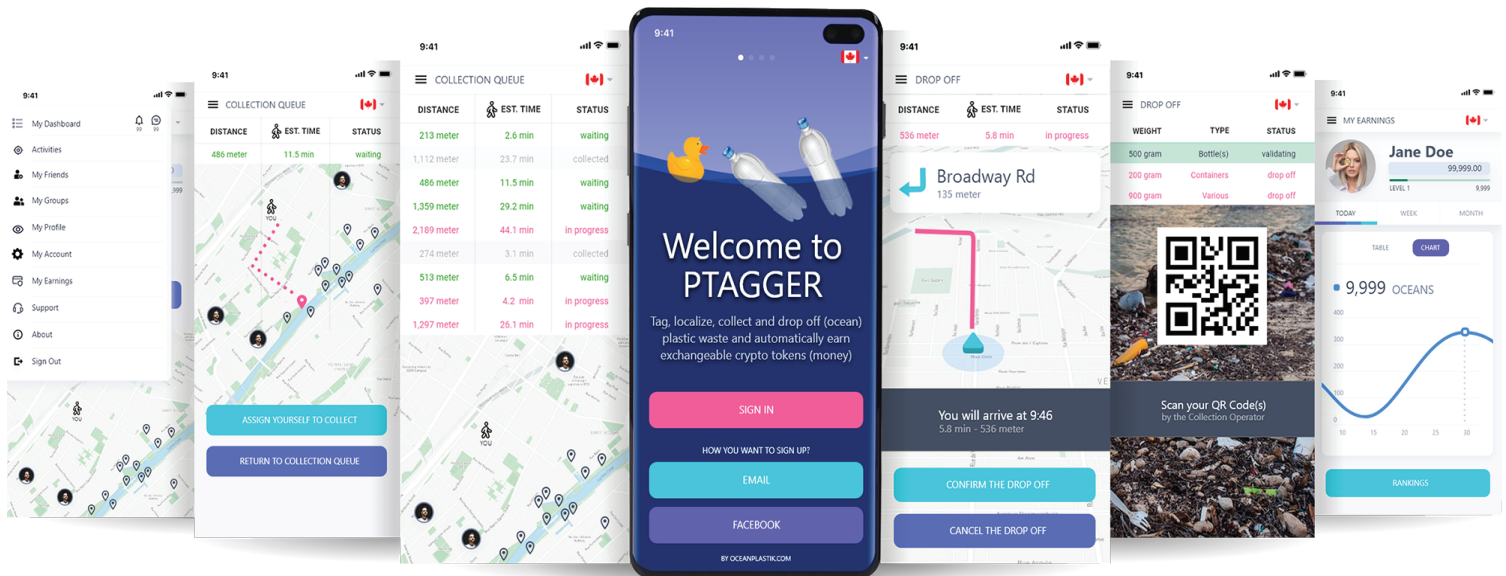 9:41
My Dashboard
99
99
Activities
My Friends
My Groups
My Profile
My Account
My Earnings
Support
About
Sign Out
,999
YOU
9:41
COLLECTION QUEUE
DISTANCE EST. TIME STATUS
486 meter 11.5 min waiting
YOU
ASSIGN YOURSELF TO COLLECT
RETURN TO COLLECTION QUEUE
9:41
COLLECTION QUEUE
DISTANCE EST. TIME STATUS
213 meter 2.6 min waiting
1,112 meter 23.7 min collected
486 meter 11.5 min waiting
1,359 meter 29.2 min waiting
2,189 meter 44.1 min in progress
274 meter 3.1 min collected
513 meter 6.5 min waiting
397 meter 4.2 min in progress
1,297 meter 26.1 min in progress
YOU
9:41
Welcome to
PTAGGER
Tag, localize, collect and drop off (ocean)
plastic waste and automatically earn
exchangeable crypto tokens (money)
SIGN IN
HOW YOU WANT TO SIGN UP?
EMAIL
FACEBOOK
BY OCEANPLASTIK.COM
9:41
DROP OFF
DISTANCE EST. TIME STATUS
536 meter 5.8 min in progress
Broadway Rd
135 meter
You will arrive at 9:46
5.8 min - 536 meter
CONFIRM THE DROP OFF
CANCEL THE DROP OFF
9:41
DROP OFF
WEIGHT TYPE STATUS
500 gram Bottle(s) validating
200 gram Containers drop off
900 gram Various drop off
Scan your QR Code(s)
by the Collection Operator
9:41
MY EARNINGS
Jane Doe
99,999.00
LEVEL 1 9,999
TODAY WEEK MONTH
TABLE CHART
9,999 OCEANS
400
300
200
100
0
10 15 20 25 30
RANKINGS